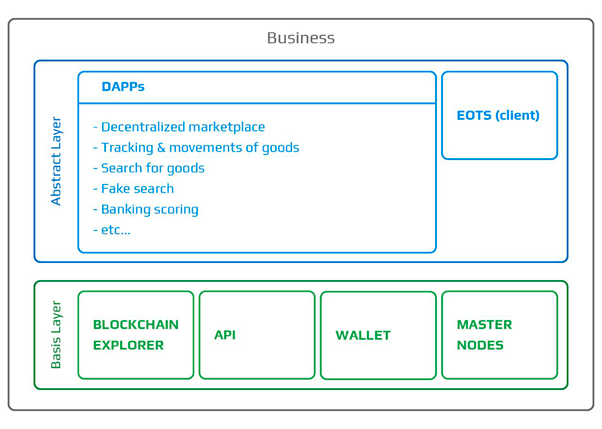 Business
Abstract Layer
DAPPs
- Decentralized marketplace
- Tracking & movements of goods
- Search for goods
- Fake search
- Banking scoring
- etc...
EOTS (client)
Basis Layer
BLOCKCHAIN
EXPLORER
API
WALLET
MASTER
NODES